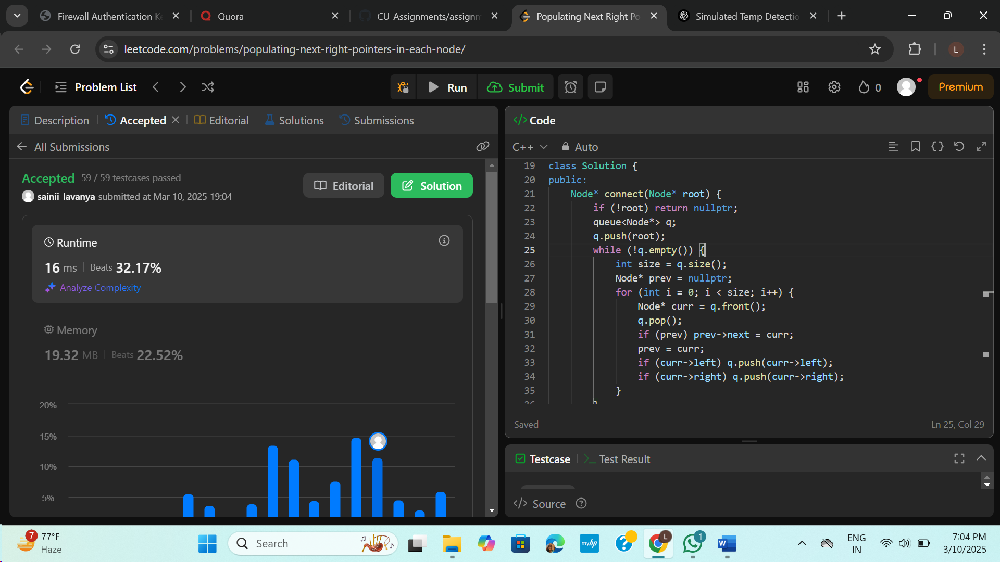 Firewall Authentication K
Quora
CU-Assignments/assignm
Populating Next Right Po
Simulated Temp Detectio
leetcode.com/problems/populating-next-right-pointers-in-each-node/
L
Problem List
Run
Submit
0
Premium
Description
Accepted
Editorial
Solutions
Submissions
All Submissions
Accepted 59 / 59 testcases passed
sainii_lavanya submitted at Mar 10, 2025 19:04
Editorial
Solution
Runtime
16 ms Beats 32.17%
Analyze Complexity
Memory
19.32 MB Beats 22.52%
20%
15%
10%
5%
</> Code
C++ Auto
19 class Solution {
20 public:
21 Node* connect(Node* root) {
22 if (!root) return nullptr;
23 queue<Node*> q;
24 q.push(root);
25 while (!q.empty()) {
26 int size = q.size();
27 Node* prev = nullptr;
28 for (int i = 0; i < size; i++) {
29 Node* curr = q.front();
30 q.pop();
31 if (prev) prev->next = curr;
32 prev = curr;
33 if (curr->left) q.push(curr->left);
34 if (curr->right) q.push(curr->right);
35 }
Saved
Ln 25, Col 29
Testcase
Test Result
</> Source
7
77°F
Haze
Search
myhp
L
1
W
ENG
IN
7:04 PM
3/10/2025